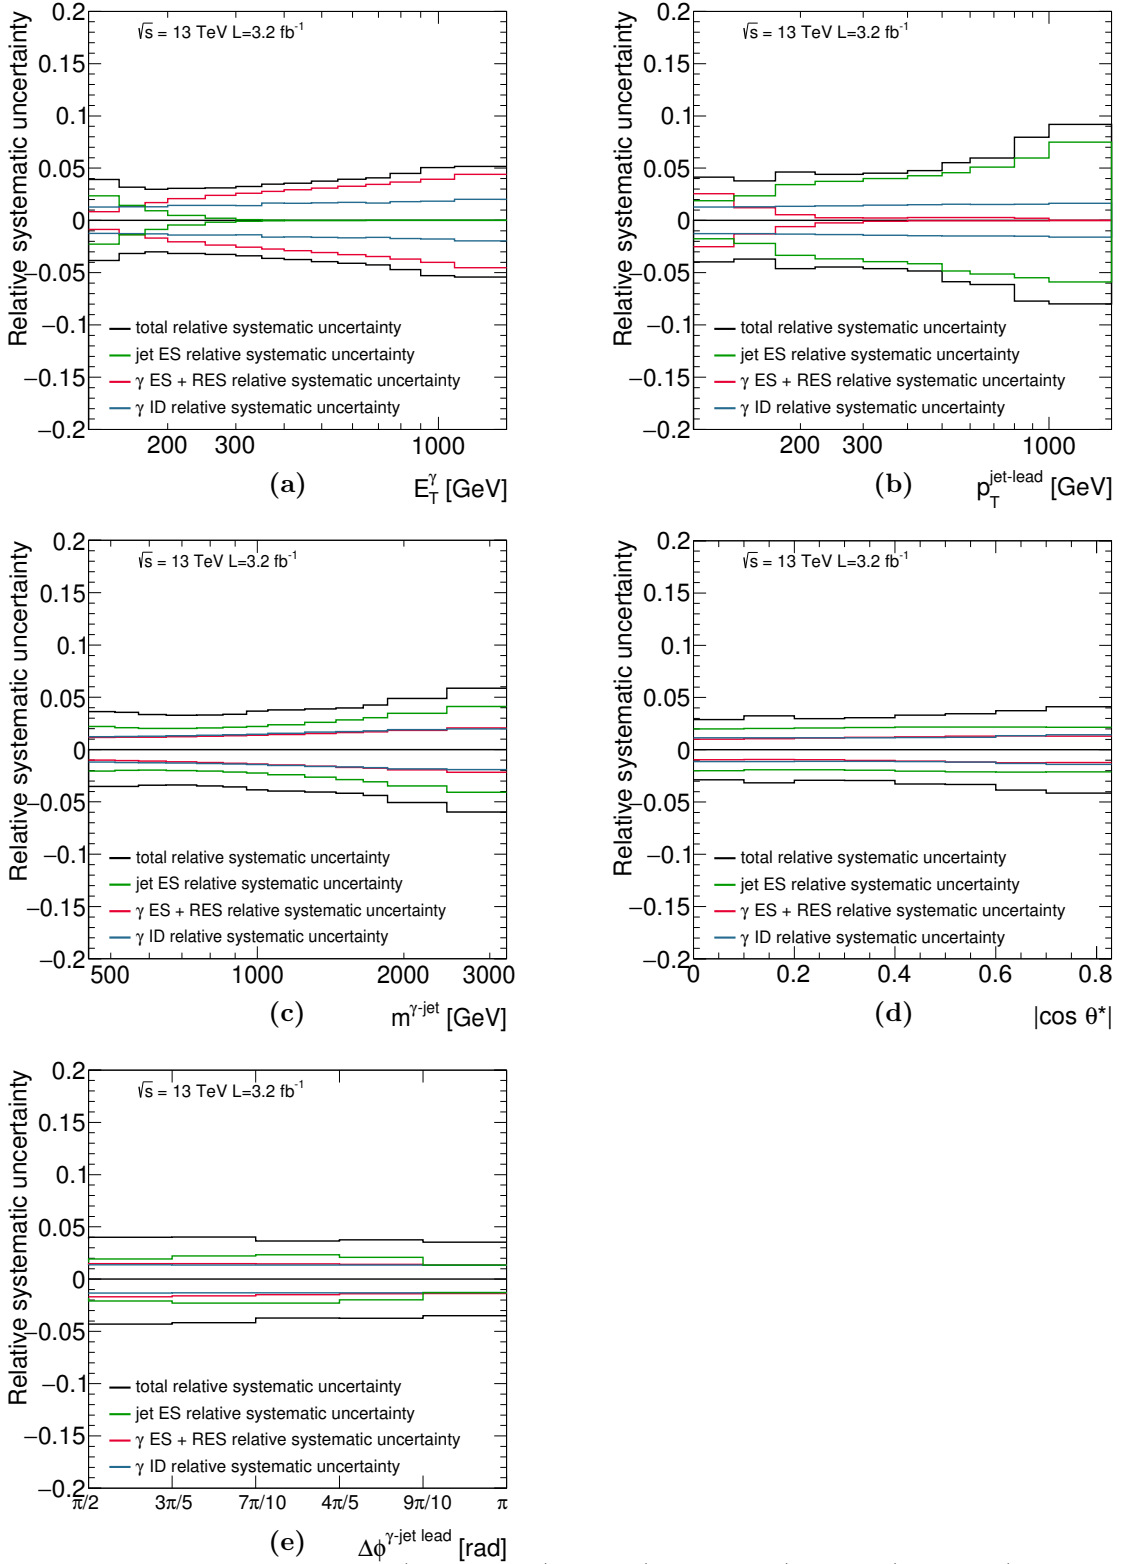 Relative systematic uncertainty
0.2
0.15
0.1
0.05
0
−0.05
−0.1
−0.15
−0.2
√s = 13 TeV L=3.2 fb⁻¹
total relative systematic uncertainty
jet ES relative systematic uncertainty
γ ES + RES relative systematic uncertainty
γ ID relative systematic uncertainty
200 300 1000
(a) E_T^γ [GeV]
Relative systematic uncertainty
0.2
0.15
0.1
0.05
0
−0.05
−0.1
−0.15
−0.2
√s = 13 TeV L=3.2 fb⁻¹
total relative systematic uncertainty
jet ES relative systematic uncertainty
γ ES + RES relative systematic uncertainty
γ ID relative systematic uncertainty
200 300 1000
(b) p_T^jet-lead [GeV]
Relative systematic uncertainty
0.2
0.15
0.1
0.05
0
−0.05
−0.1
−0.15
−0.2
√s = 13 TeV L=3.2 fb⁻¹
total relative systematic uncertainty
jet ES relative systematic uncertainty
γ ES + RES relative systematic uncertainty
γ ID relative systematic uncertainty
500 1000 2000 3000
(c) m^γ-jet [GeV]
Relative systematic uncertainty
0.2
0.15
0.1
0.05
0
−0.05
−0.1
−0.15
−0.2
√s = 13 TeV L=3.2 fb⁻¹
total relative systematic uncertainty
jet ES relative systematic uncertainty
γ ES + RES relative systematic uncertainty
γ ID relative systematic uncertainty
0 0.2 0.4 0.6 0.8
(d) |cos θ*|
Relative systematic uncertainty
0.2
0.15
0.1
0.05
0
−0.05
−0.1
−0.15
−0.2
√s = 13 TeV L=3.2 fb⁻¹
total relative systematic uncertainty
jet ES relative systematic uncertainty
γ ES + RES relative systematic uncertainty
γ ID relative systematic uncertainty
π/2 3π/5 7π/10 4π/5 9π/10 π
(e) Δϕ^γ-jet lead [rad]